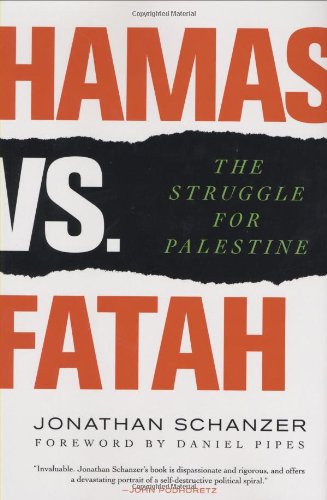 HAMAS
VS.
THE
STRUGGLE
FOR
PALESTINE
FATAH
JONATHAN SCHANZER
FOREWORD BY DANIEL PIPES
"Invaluable. Jonathan Schanzer's book is dispassionate and rigorous, and offers
a devastating portrait of a self-destructive political spiral."
—JOHN PODHORETZ